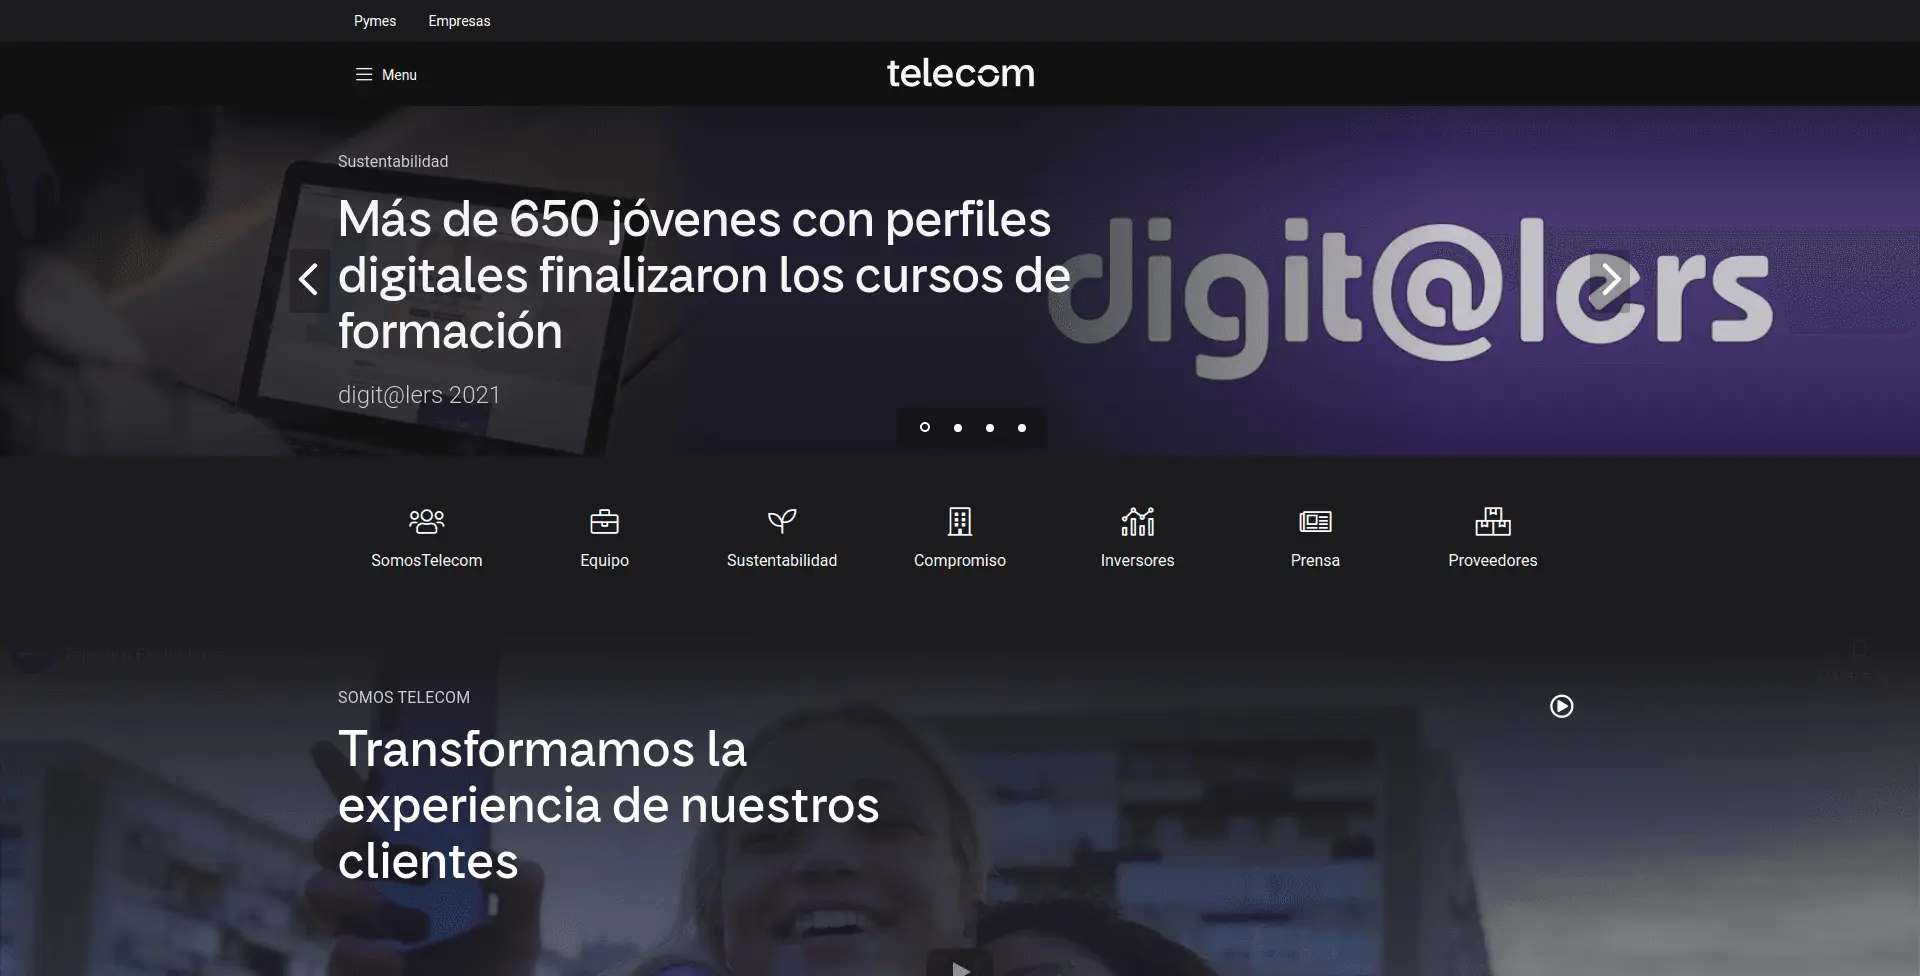 Pymes
Empresas
Menu
telecom
Sustentabilidad
Más de 650 jóvenes con perfiles
digitales finalizaron los cursos de
formación
digit@lers 2021
digit@lers
SomosTelecom
Equipo
Sustentabilidad
Compromiso
Inversores
Prensa
Proveedores
SOMOS TELECOM
Transformamos la
experiencia de nuestros
clientes